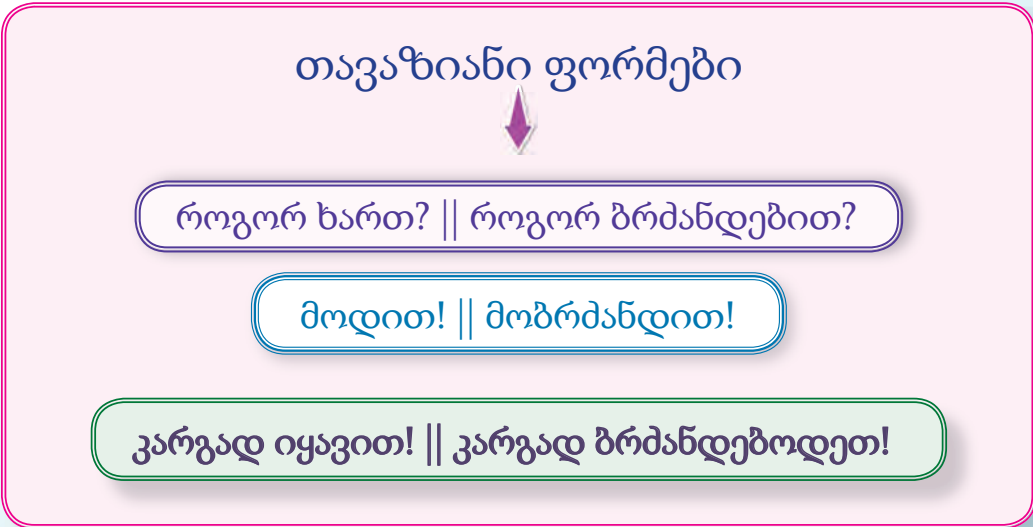 თავაზიანი ფორმები
როგორ ხართ? || როგორ ბრძანდებით?
მოდით! || მობრძანდით!
კარგად იყავით! || კარგად ბრძანდებოდეთ!